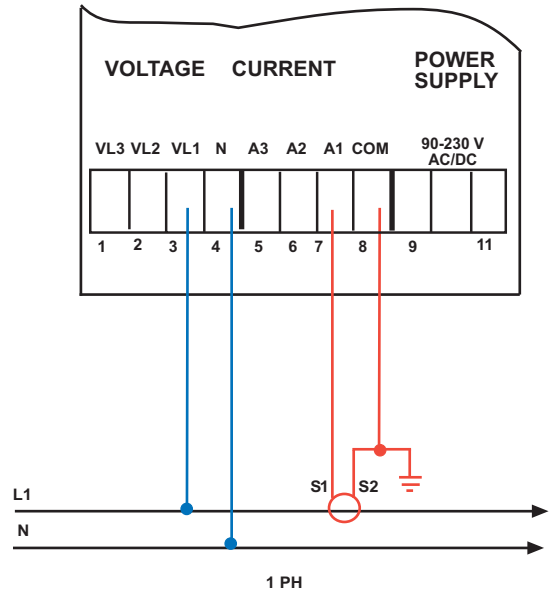 VOLTAGE CURRENT POWER
SUPPLY
VL3 VL2 VL1 N A3 A2 A1 COM 90-230 V
AC/DC
1 2 3 4 5 6 7 8 9 11
S1 S2
L1
N
1 PH